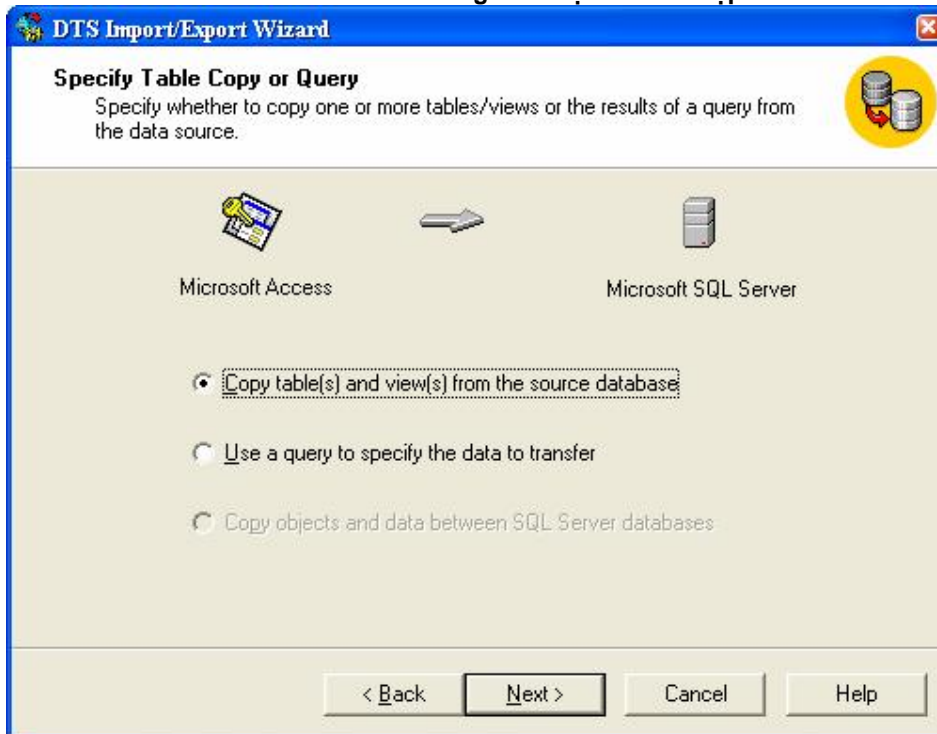 DTS Import/Export Wizard
Specify Table Copy or Query
Specify whether to copy one or more tables/views or the results of a query from
the data source.
Microsoft Access
Microsoft SQL Server
Copy table(s) and view(s) from the source database
Use a query to specify the data to transfer
Copy objects and data between SQL Server databases
< Back Next > Cancel Help